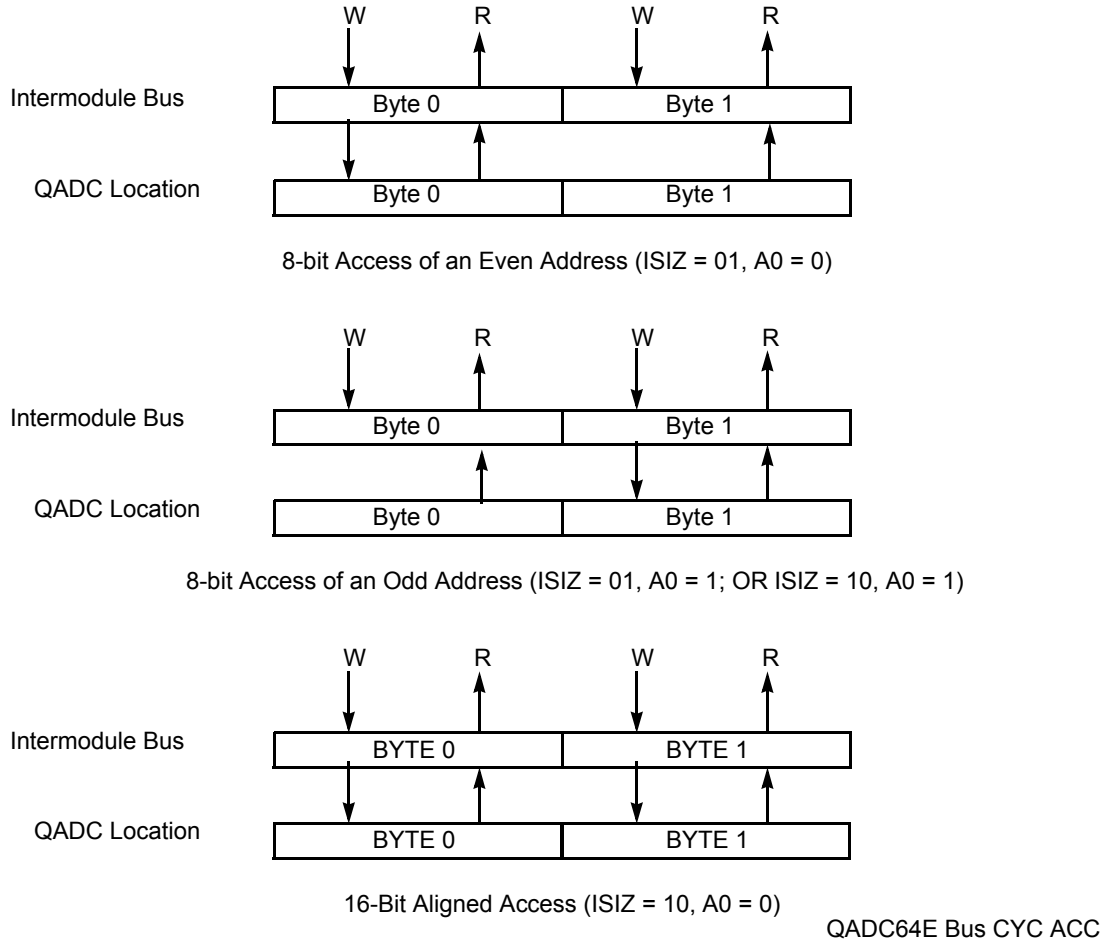 W R W R
Intermodule Bus Byte 0 Byte 1
QADC Location Byte 0 Byte 1
8-bit Access of an Even Address (ISIZ = 01, A0 = 0)
W R W R
Intermodule Bus Byte 0 Byte 1
QADC Location Byte 0 Byte 1
8-bit Access of an Odd Address (ISIZ = 01, A0 = 1; OR ISIZ = 10, A0 = 1)
W R W R
Intermodule Bus BYTE 0 BYTE 1
QADC Location BYTE 0 BYTE 1
16-Bit Aligned Access (ISIZ = 10, A0 = 0)
QADC64E Bus CYC ACC